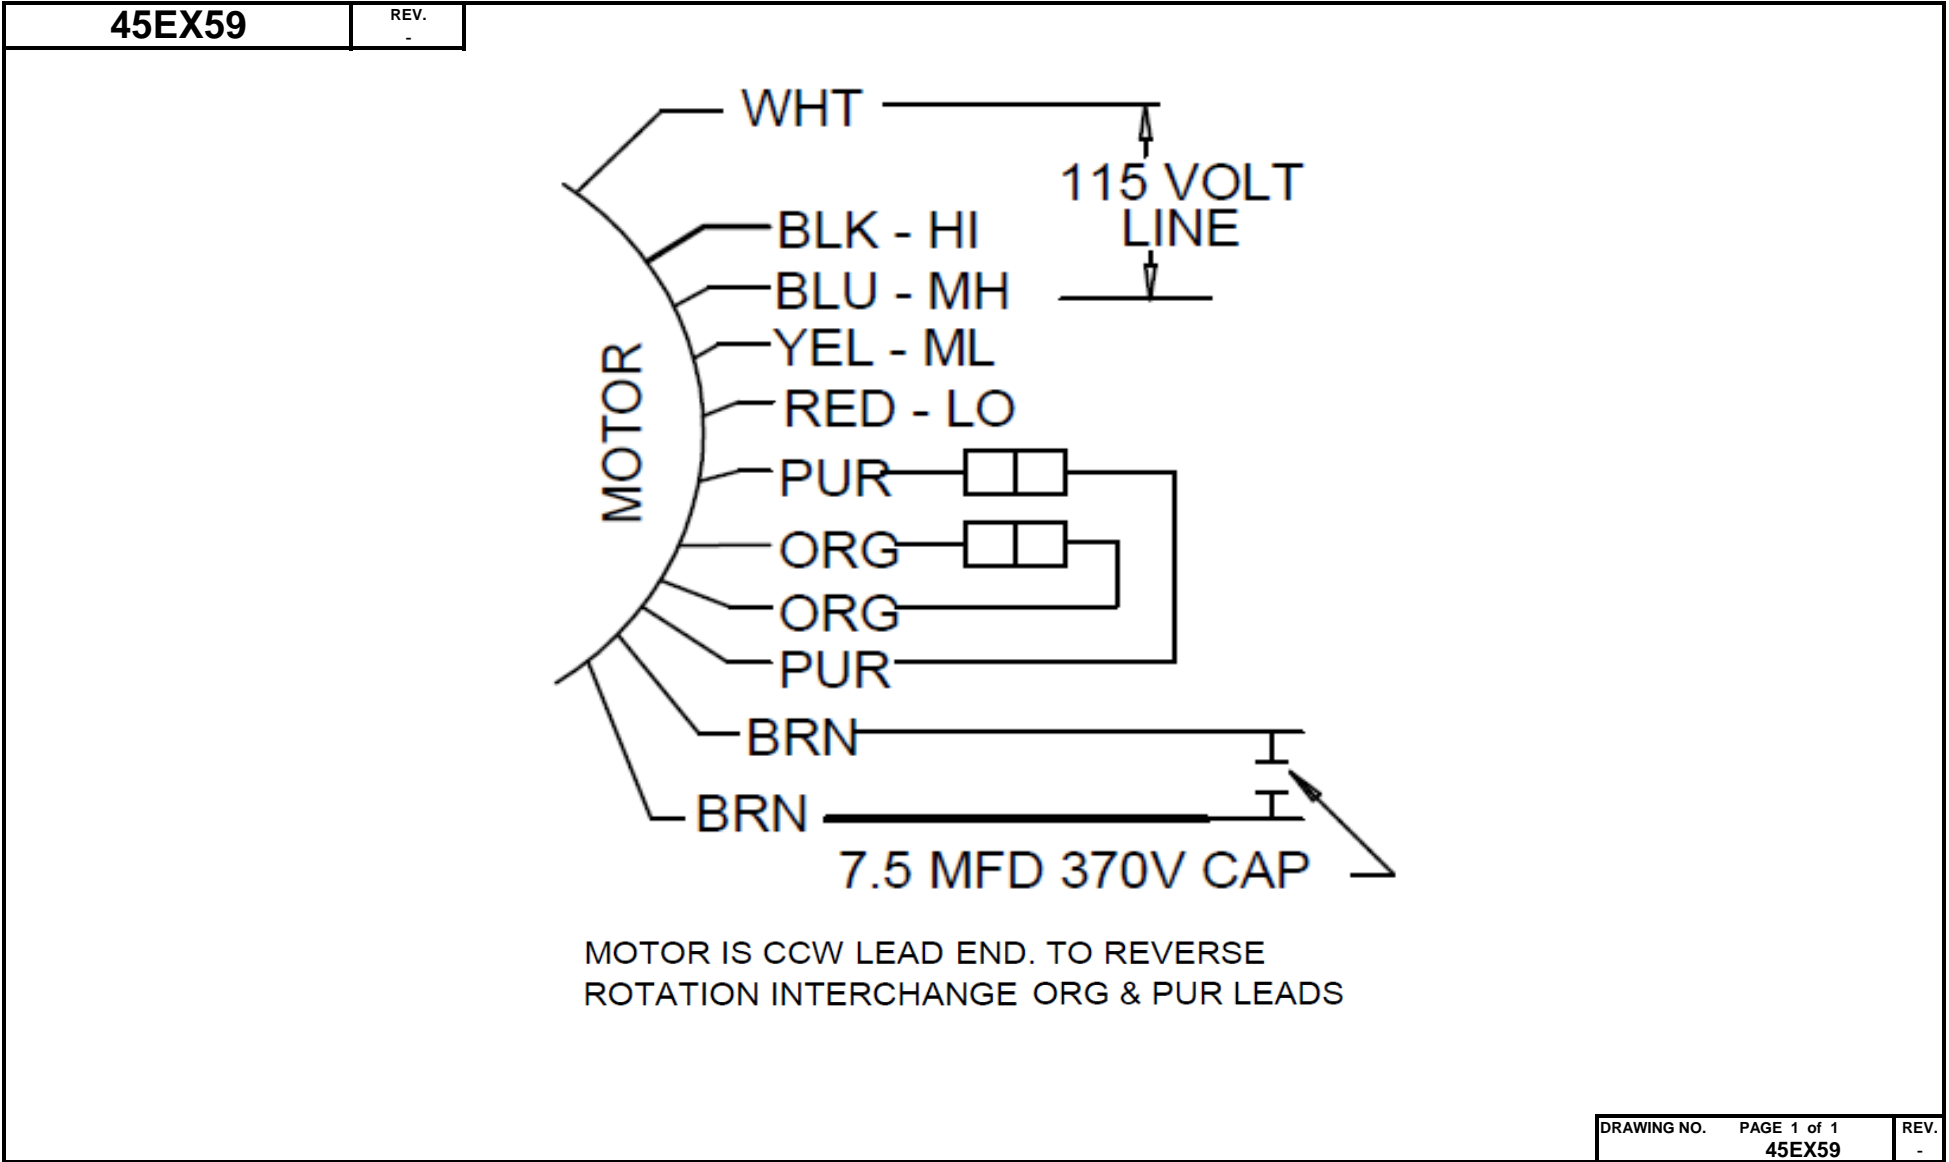 45EX59
REV.
-
WHT
115 VOLT
LINE
BLK - HI
BLU - MH
YEL - ML
RED - LO
MOTOR
PUR
ORG
ORG
PUR
BRN
BRN
7.5 MFD 370V CAP
MOTOR IS CCW LEAD END. TO REVERSE
ROTATION INTERCHANGE ORG & PUR LEADS
DRAWING NO. PAGE 1 of 1
45EX59
REV.
-